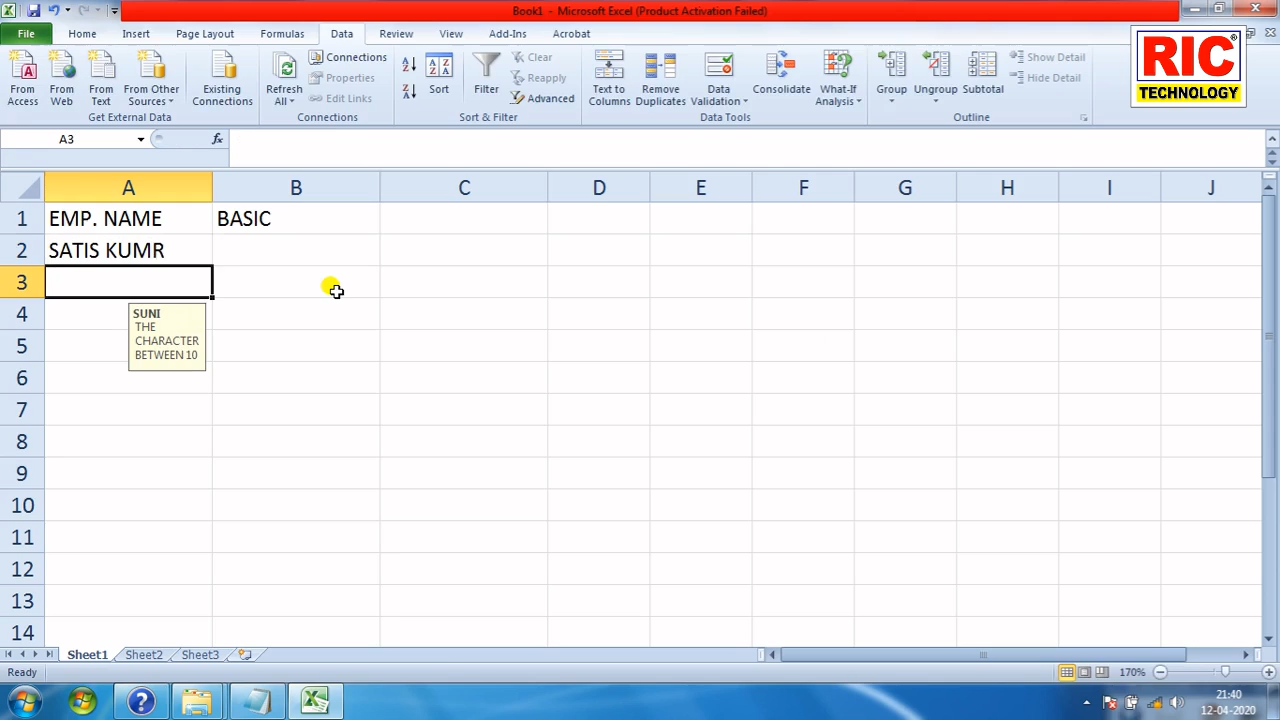 Book1 - Microsoft Excel (Product Activation Failed)
File Home Insert Page Layout Formulas Data Review View Add-Ins Acrobat
RIC®
TECHNOLOGY
From Access
From Web
From Text
From Other Sources
Existing Connections
Get External Data
Refresh All
Connections
Properties
Edit Links
Connections
Sort
Filter
Clear
Reapply
Advanced
Sort & Filter
Text to Columns
Remove Duplicates
Data Validation
Consolidate
What-If Analysis
Data Tools
Group
Ungroup
Subtotal
Show Detail
Hide Detail
Outline
A3 fx
A B C D E F G H I J
1 EMP. NAME BASIC
2 SATIS KUMR
3
4
5
6
7
8
9
10
11
12
13
14
SUNI
THE
CHARACTER
BETWEEN 10
Sheet1 Sheet2 Sheet3
Ready 170%
21:40
12-04-2020